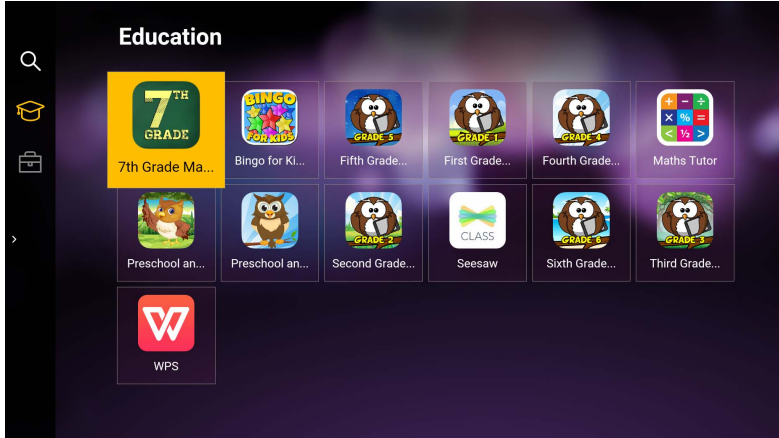 Education
7TH
GRADE
BINGO
FOR KIDS
GRADE 5
GRADE 1
GRADE 4
+ - ÷
X % =
< ½ >
7th Grade Ma...
Bingo for Ki...
Fifth Grade...
First Grade...
Fourth Grade...
Maths Tutor
GRADE 2
CLASS
GRADE 6
GRADE 3
Preschool an...
Preschool an...
Second Grade...
Seesaw
Sixth Grade...
Third Grade...
W
WPS